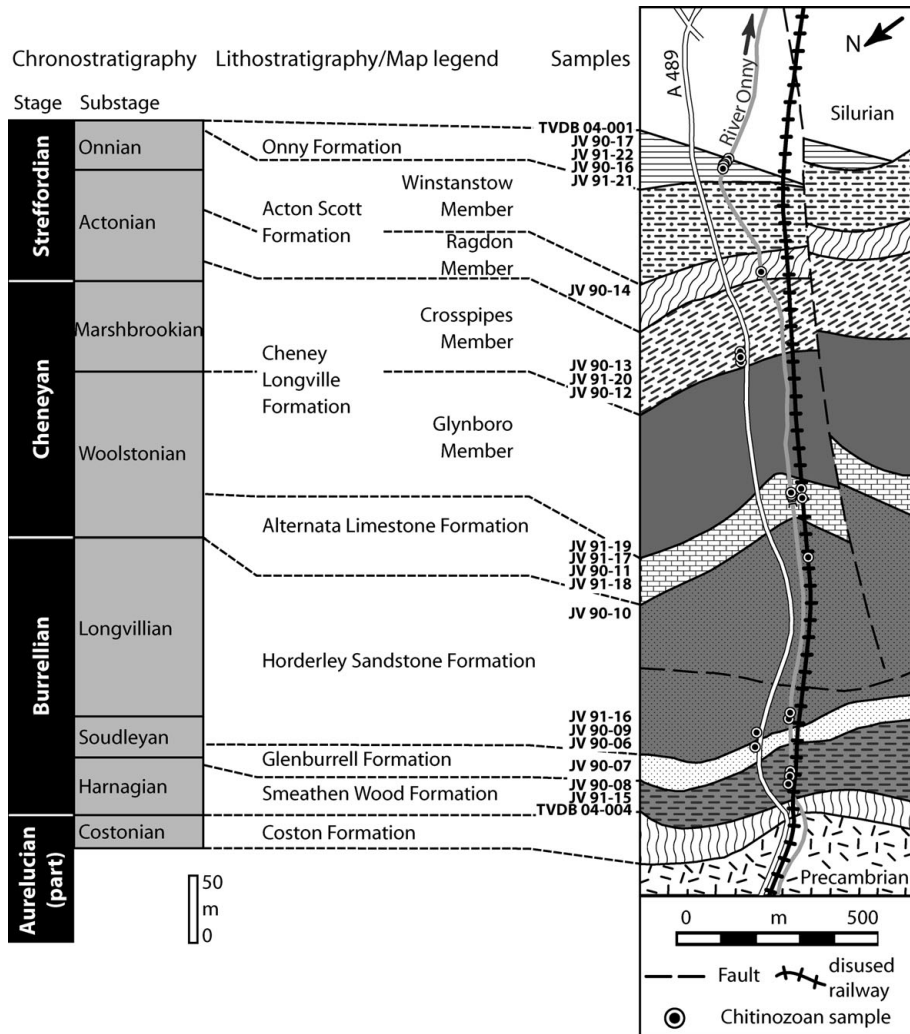 Chronostratigraphy Lithostratigraphy/Map legend Samples
Stage Substage
Streffordian
Onnian
Actonian
Cheneyan
Marshbrookian
Woolstonian
Burrellian
Longvillian
Soudleyan
Harnagian
Aurelucian
(part)
Costonian
Onny Formation
Acton Scott
Formation
Winstanstow
Member
Ragdon
Member
Cheney
Longville
Formation
Crosspipes
Member
Glynboro
Member
Alternata Limestone Formation
Horderley Sandstone Formation
Glenburrell Formation
Smeathen Wood Formation
Coston Formation
50
m
0
TVDB 04-001
JV 90-17
JV 91-22
JV 90-16
JV 91-21
JV 90-14
JV 90-13
JV 91-20
JV 90-12
JV 91-19
JV 91-17
JV 90-11
JV 91-18
JV 90-10
JV 91-16
JV 90-09
JV 90-06
JV 90-07
JV 90-08
JV 91-15
TVDB 04-004
A 489
River Onny
N
Silurian
Precambrian
0 m 500
Fault
disused
railway
Chitinozoan sample